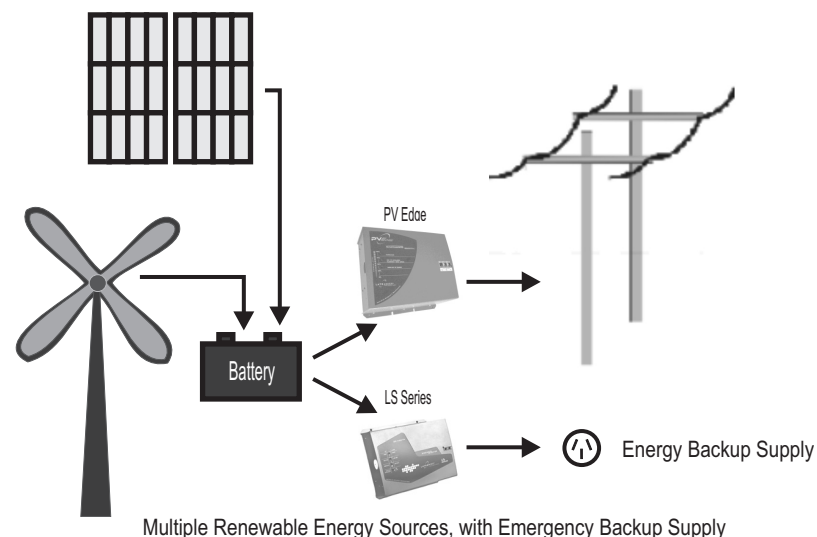 PV Edge
Battery
LS Series
Energy Backup Supply
Multiple Renewable Energy Sources, with Emergency Backup Supply